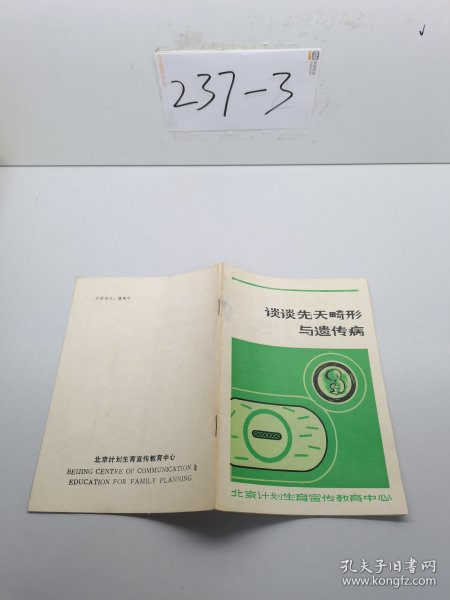 237-3
谈谈先天畸形
与遗传病
北京计划生育宣传教育中心
北京计划生育宣传教育中心
BEIJING CENTRE OF COMMUNICATION &
EDUCATION FOR FAMILY PLANNING
孔夫子旧书网
www.kongfz.com